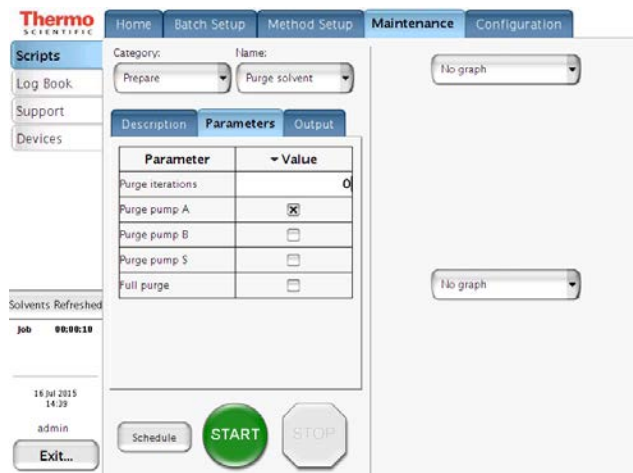 Thermo
SCIENTIFIC
Home
Batch Setup
Method Setup
Maintenance
Configuration
Scripts
Log Book
Support
Devices
Category:
Name:
Prepare
Purge solvent
No graph
Description
Parameters
Output
Parameter
Value
Purge iterations
0
Purge pump A
Purge pump B
Purge pump S
Full purge
No graph
Solvents Refreshed
Job 00:00:10
16 Jul 2015
14:39
admin
Exit...
Schedule
START
STOP